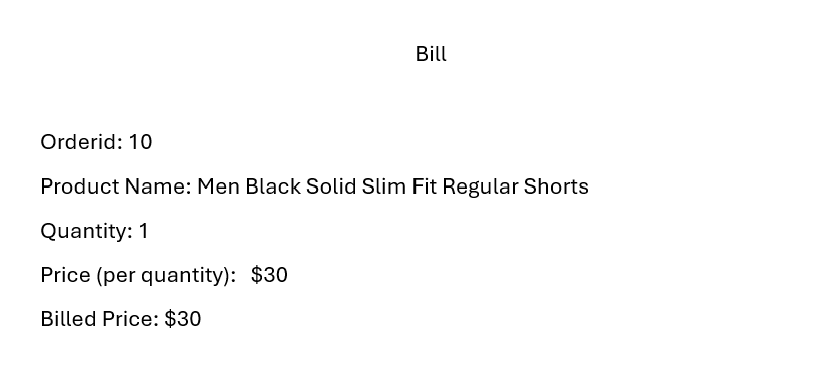 Bill
Orderid: 10
Product Name: Men Black Solid Slim Fit Regular Shorts
Quantity: 1
Price (per quantity):  $30
Billed Price: $30